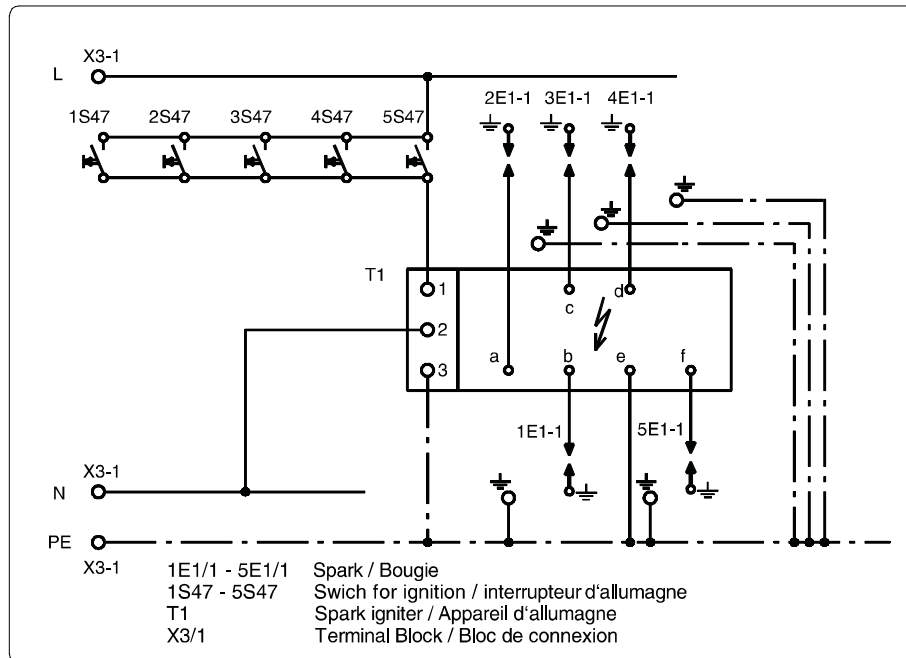 X3-1
L
2E1-1 3E1-1 4E1-1
1S47 2S47 3S47 4S47 5S47
T1
1
c d
2
a b e f
3
1E1-1 5E1-1
X3-1
N
PE
X3-1
1E1/1 - 5E1/1 Spark / Bougie
1S47 - 5S47 Swich for ignition / interrupteur d'allumagne
T1 Spark igniter / Appareil d'allumagne
X3/1 Terminal Block / Bloc de connexion